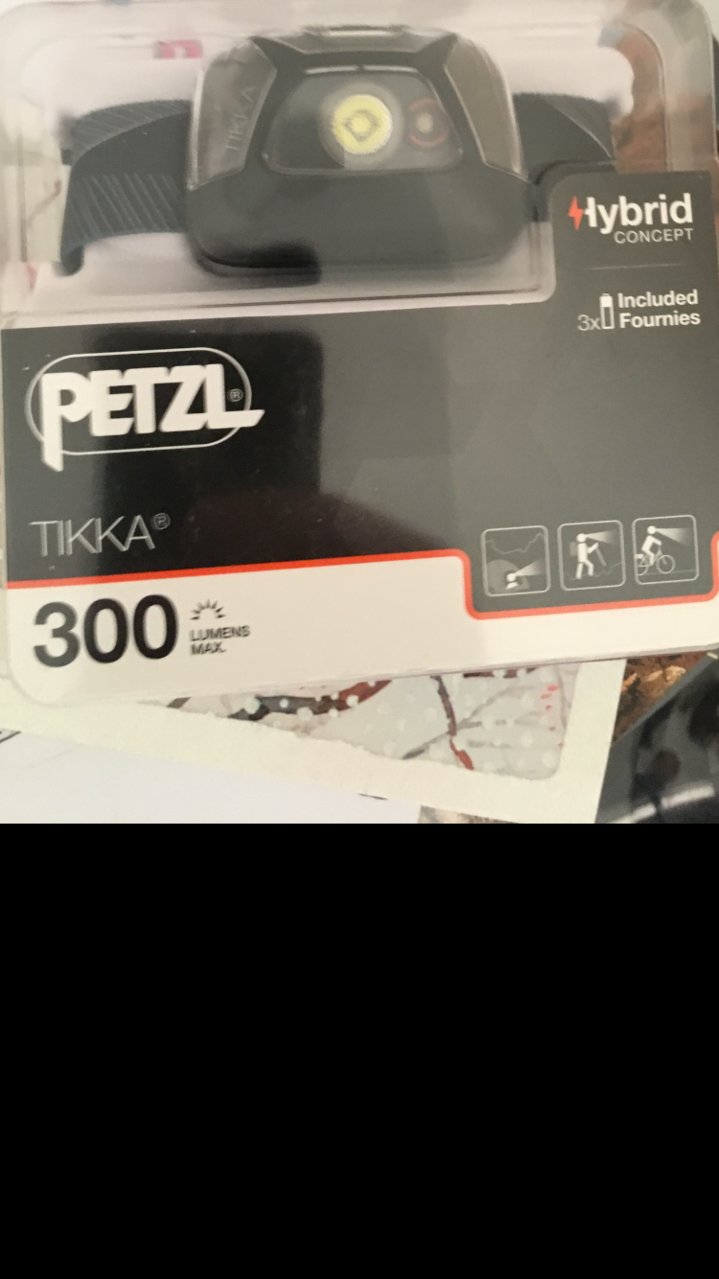 TIKKA
Hybrid
CONCEPT
3x Included
Fournies
PETZL®
TIKKA®
300 LUMENS
MAX.